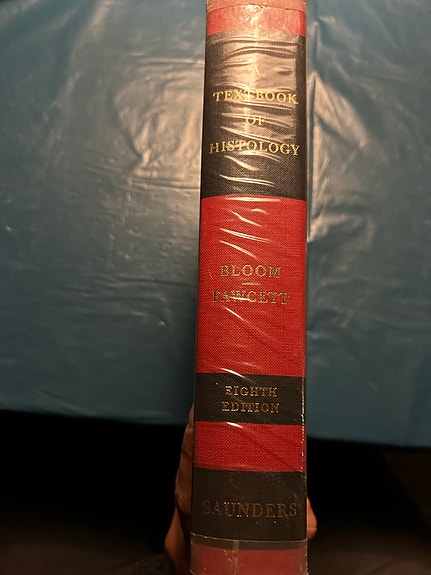 A
TEXTBOOK
OF
HISTOLOGY
BLOOM
FAWCETT
EIGHTH
EDITION
SAUNDERS